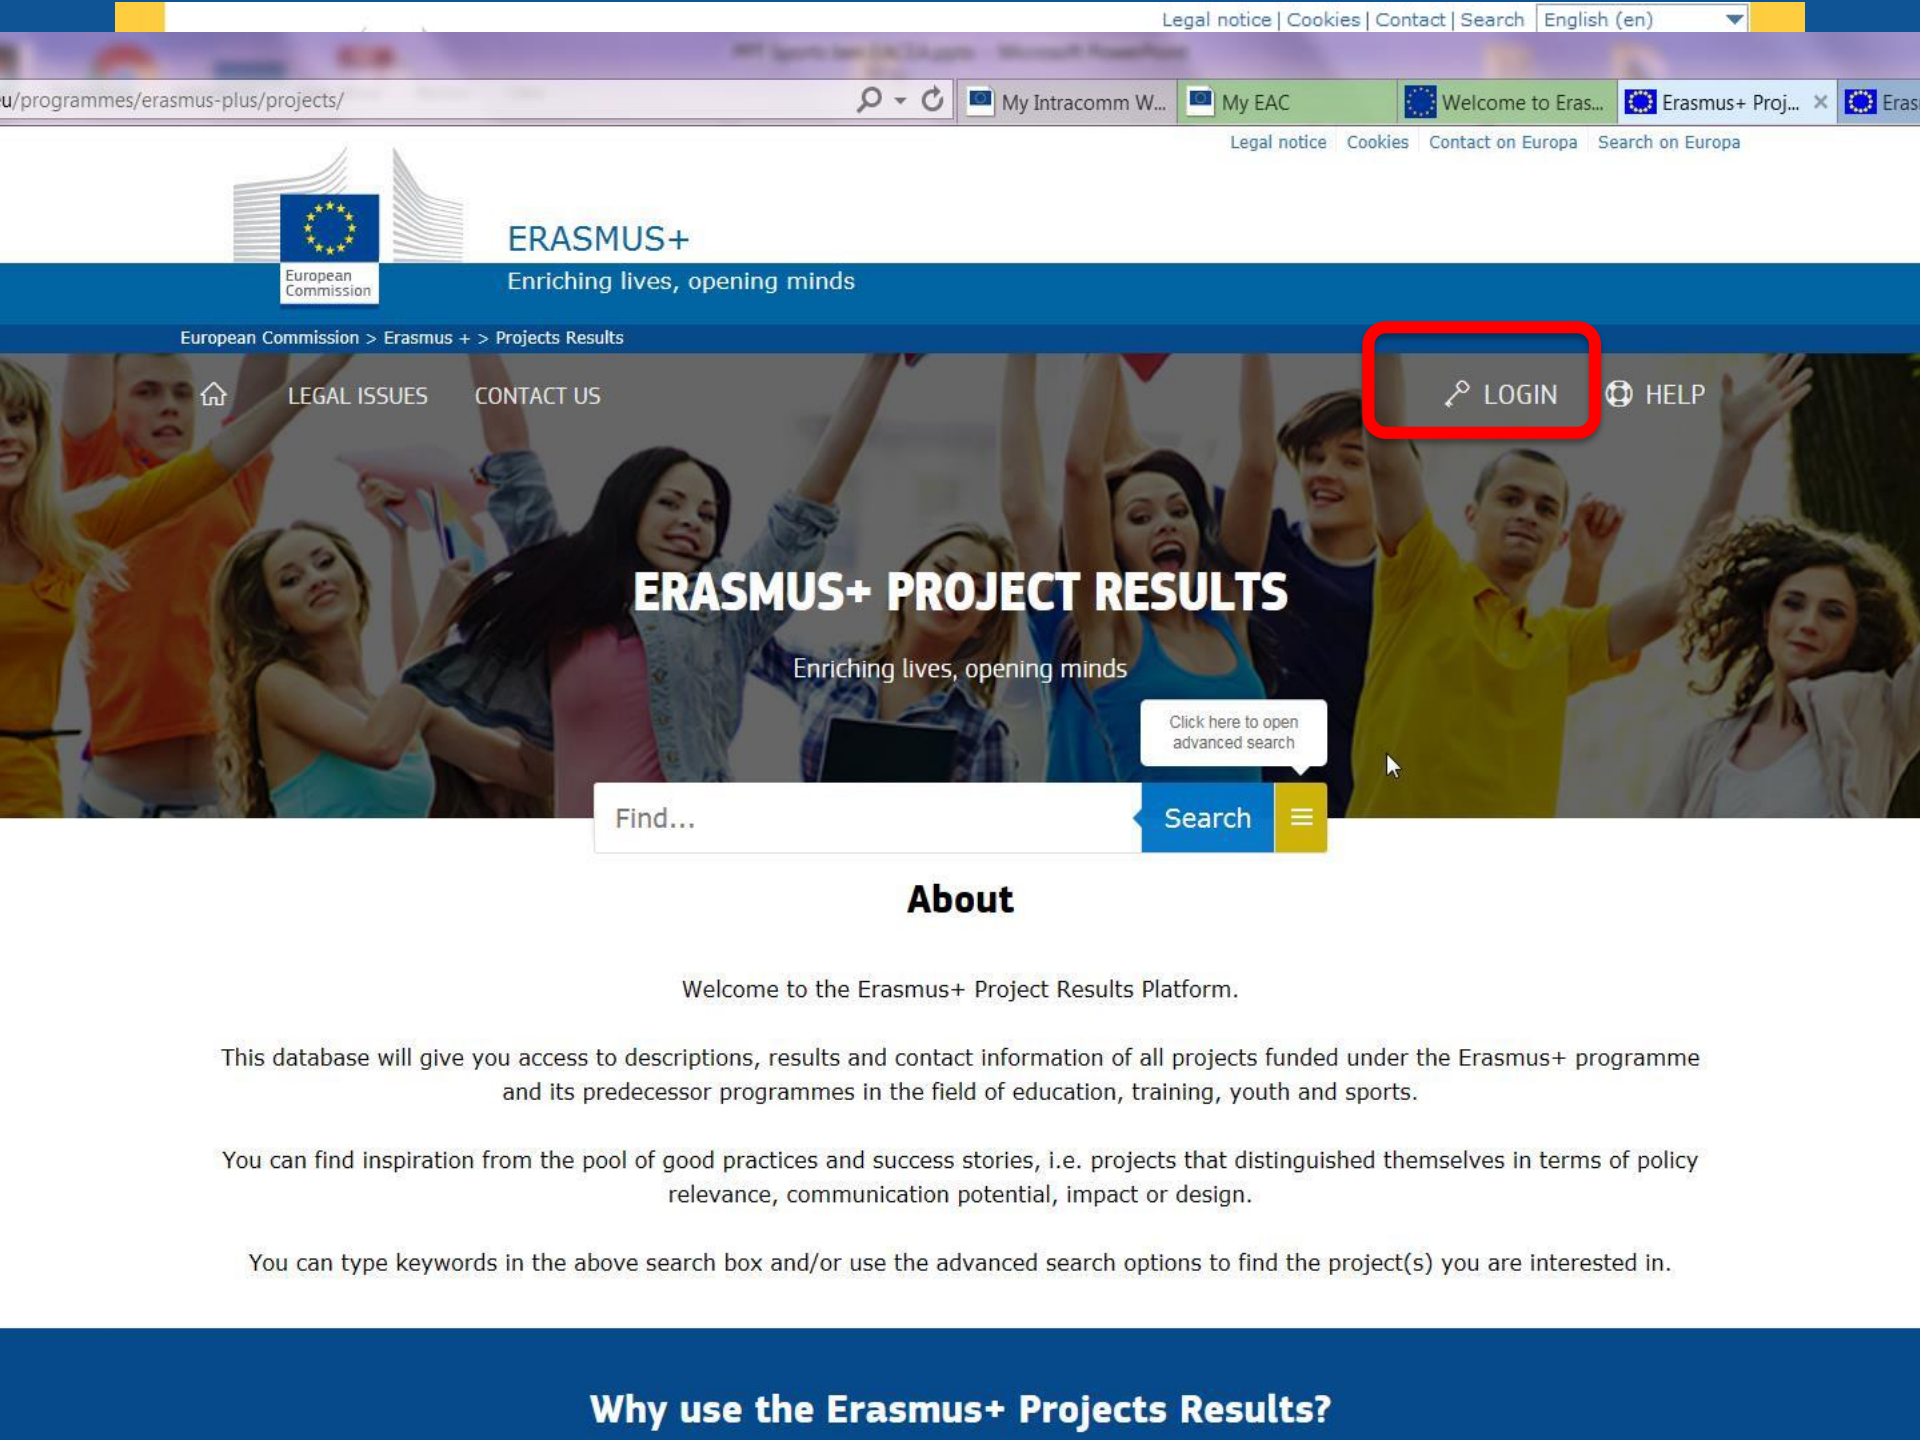 Legal notice | Cookies | Contact | Search English (en)
u/programmes/erasmus-plus/projects/ My Intracomm W... My EAC Welcome to Eras... Erasmus+ Proj... Eras
Legal notice Cookies Contact on Europa Search on Europa
ERASMUS+
European
Commission
Enriching lives, opening minds
European Commission > Erasmus + > Projects Results
LEGAL ISSUES CONTACT US LOGIN HELP
ERASMUS+ PROJECT RESULTS
Enriching lives, opening minds
Click here to open
advanced search
Find... Search
About
Welcome to the Erasmus+ Project Results Platform.
This database will give you access to descriptions, results and contact information of all projects funded under the Erasmus+ programme
and its predecessor programmes in the field of education, training, youth and sports.
You can find inspiration from the pool of good practices and success stories, i.e. projects that distinguished themselves in terms of policy
relevance, communication potential, impact or design.
You can type keywords in the above search box and/or use the advanced search options to find the project(s) you are interested in.
Why use the Erasmus+ Projects Results?